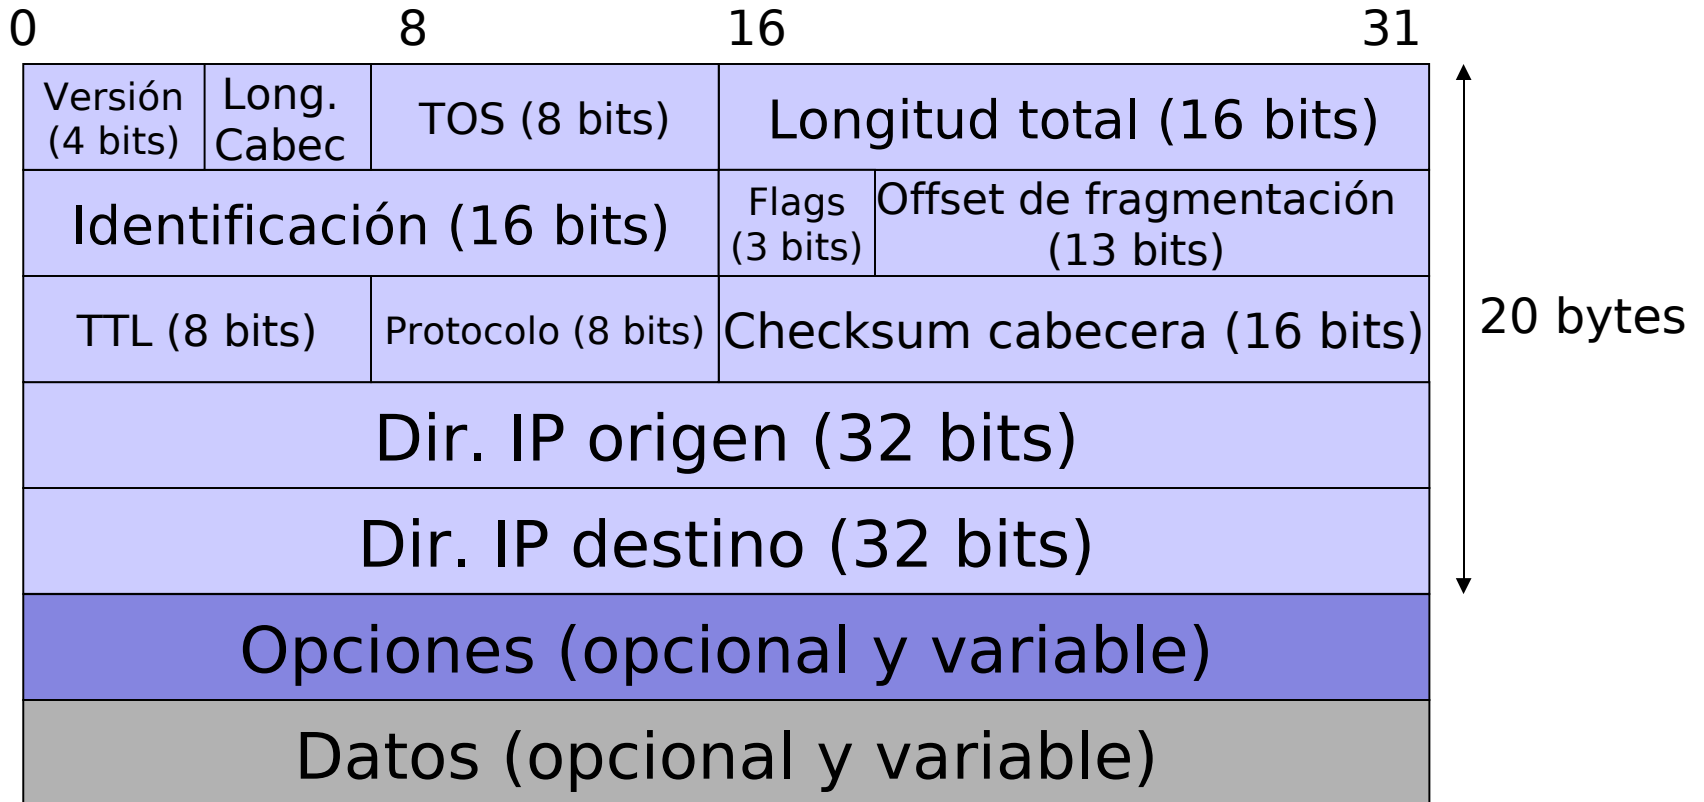 0 8 16 31
Versión
(4 bits)
Long.
Cabec
TOS (8 bits)
Longitud total (16 bits)
Identificación (16 bits)
Flags
(3 bits)
Offset de fragmentación
(13 bits)
TTL (8 bits)
Protocolo (8 bits)
Checksum cabecera (16 bits)
20 bytes
Dir. IP origen (32 bits)
Dir. IP destino (32 bits)
Opciones (opcional y variable)
Datos (opcional y variable)